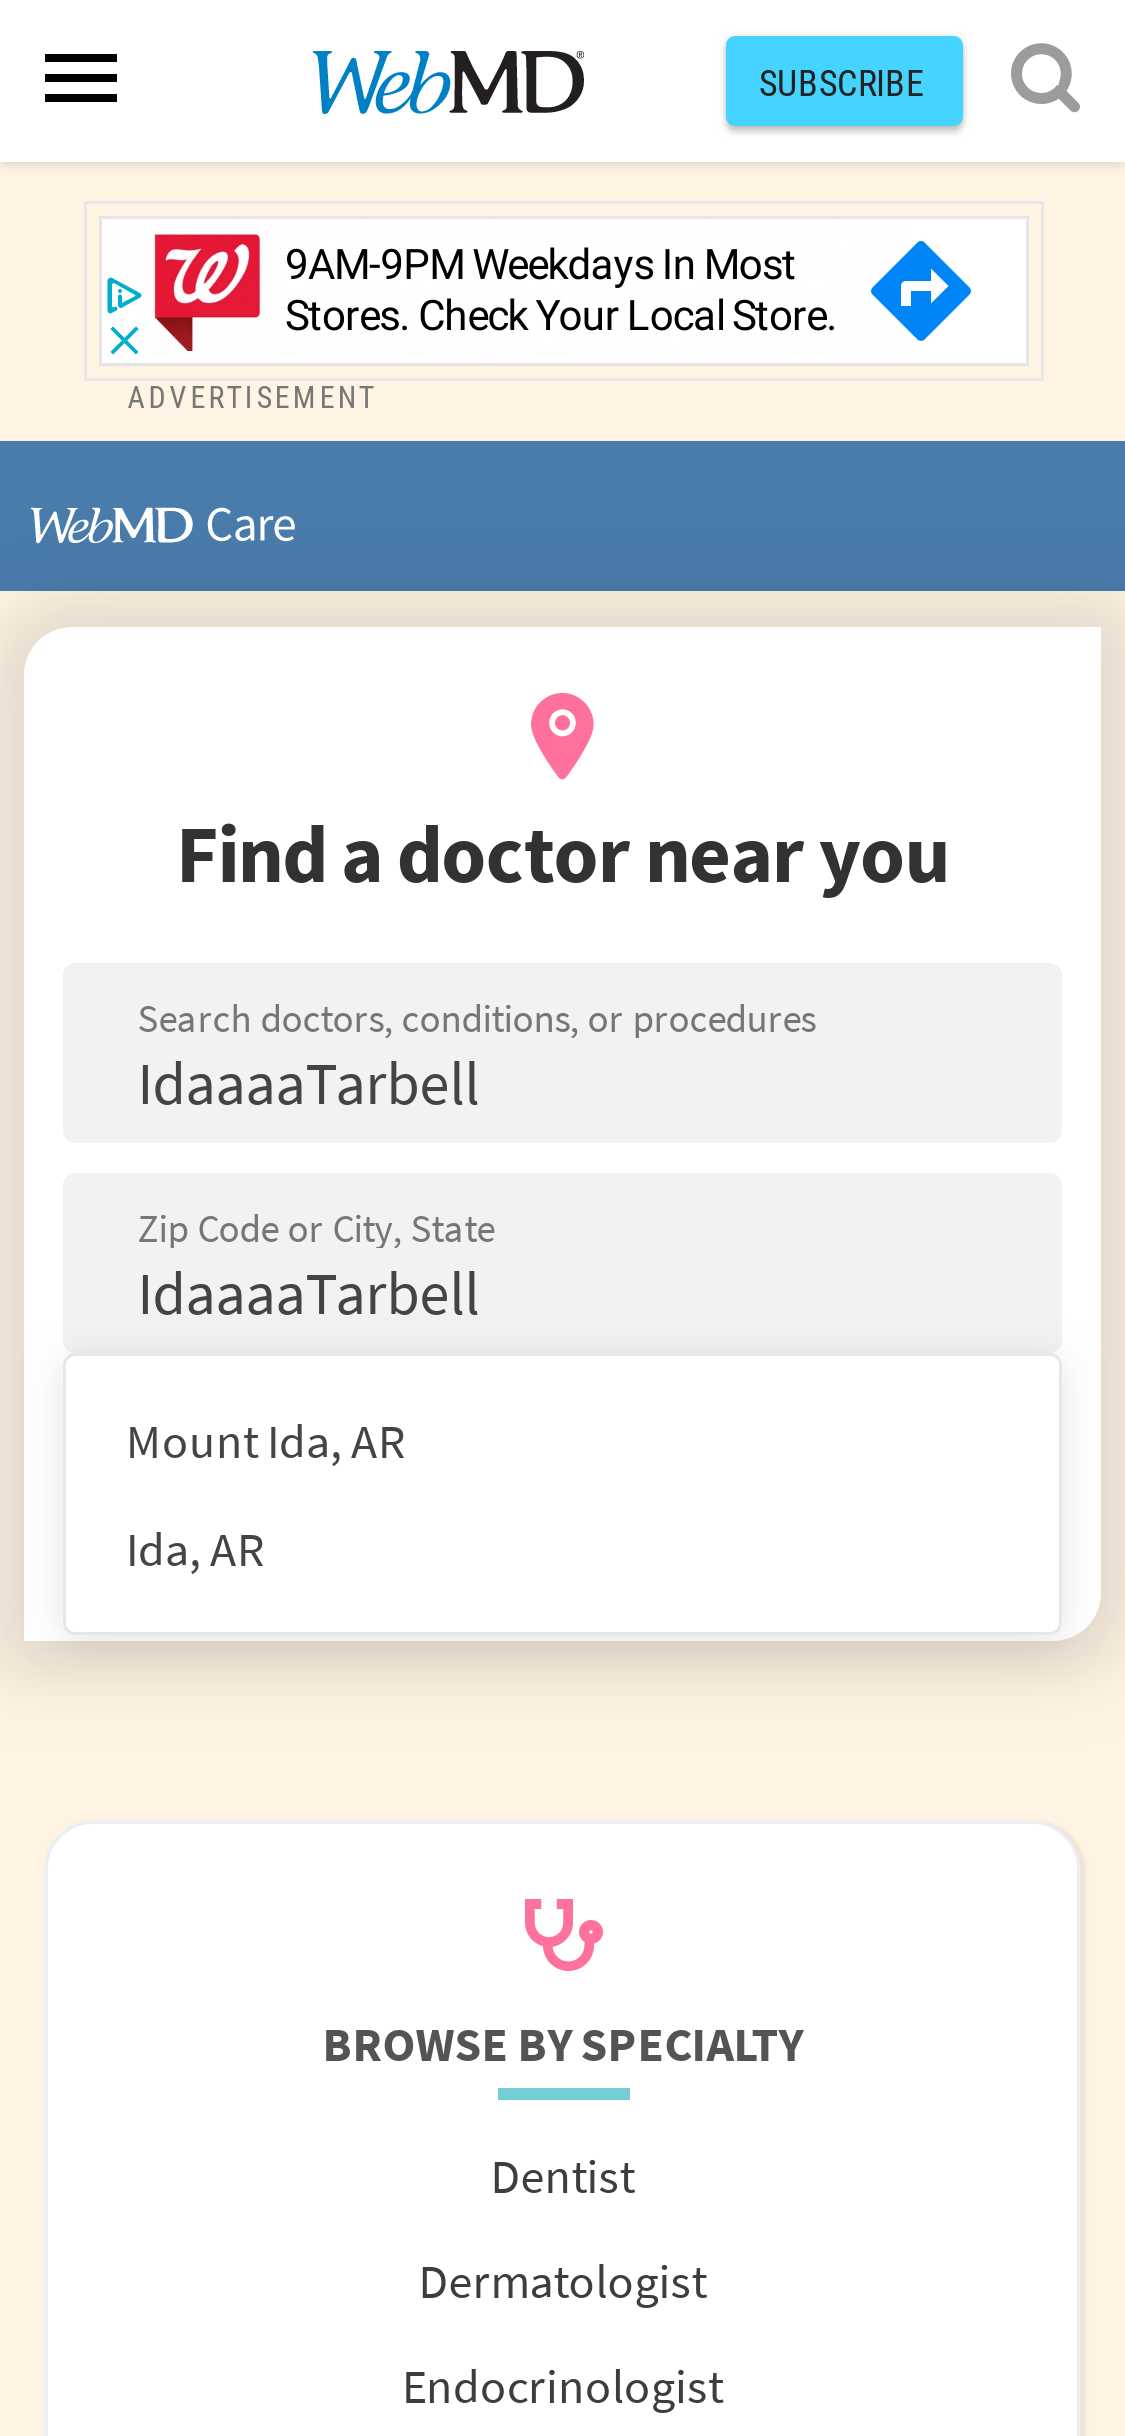 WebMD®
SUBSCRIBE
9AM-9PM Weekdays In Most
Stores. Check Your Local Store.
ADVERTISEMENT
WebMD Care
Find a doctor near you
Search doctors, conditions, or procedures
IdaaaaTarbell
Zip Code or City, State
IdaaaaTarbell
Mount Ida, AR
Ida, AR
BROWSE BY SPECIALTY
Dentist
Dermatologist
Endocrinologist